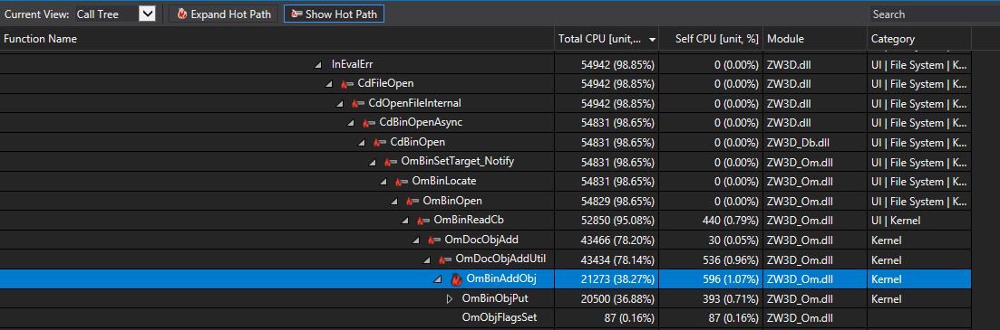 Current View: Call Tree Expand Hot Path Show Hot Path Search
Function Name Total CPU [unit,... Self CPU [unit, %] Module Category
InEvalErr 54942 (98.85%) 0 (0.00%) ZW3D.dll UI | File System | K...
CdFileOpen 54942 (98.85%) 0 (0.00%) ZW3D.dll UI | File System | K...
CdOpenFileInternal 54942 (98.85%) 0 (0.00%) ZW3D.dll UI | File System | K...
CdBinOpenAsync 54831 (98.65%) 0 (0.00%) ZW3D.dll UI | File System | K...
CdBinOpen 54831 (98.65%) 0 (0.00%) ZW3D_Db.dll UI | File System | K...
OmBinSetTarget_Notify 54831 (98.65%) 0 (0.00%) ZW3D_Om.dll UI | File System | K...
OmBinLocate 54831 (98.65%) 0 (0.00%) ZW3D_Om.dll UI | File System | K...
OmBinOpen 54829 (98.65%) 0 (0.00%) ZW3D_Om.dll UI | File System | K...
OmBinReadCb 52850 (95.08%) 440 (0.79%) ZW3D_Om.dll UI | Kernel
OmDocObjAdd 43466 (78.20%) 30 (0.05%) ZW3D_Om.dll Kernel
OmDocObjAddUtil 43434 (78.14%) 536 (0.96%) ZW3D_Om.dll Kernel
OmBinAddObj 21273 (38.27%) 596 (1.07%) ZW3D_Om.dll Kernel
OmBinObjPut 20500 (36.88%) 393 (0.71%) ZW3D_Om.dll Kernel
OmObjFlagsSet 87 (0.16%) 87 (0.16%) ZW3D_Om.dll